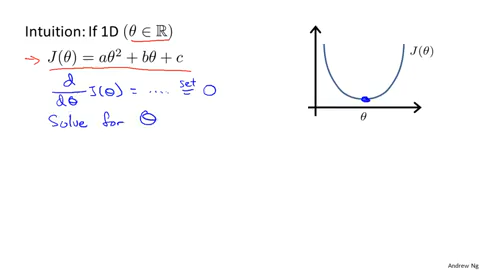 Intuition: If 1D (θ ∈ ℝ)
→ J(θ) = aθ² + bθ + c
d/dθ J(θ) = ..... set = 0
Solve for θ
J(θ)
θ
Andrew Ng